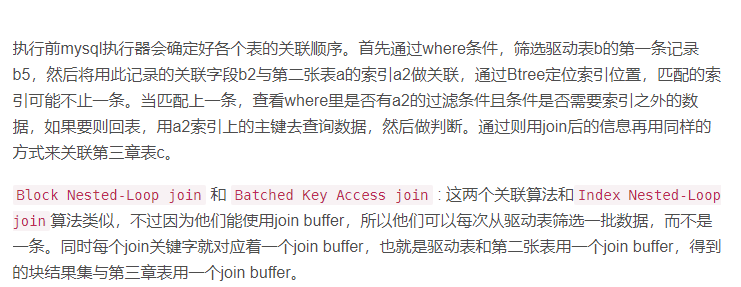 执行前mysql执行器会确定好各个表的关联顺序。首先通过where条件，筛选驱动表b的第一条记录
b5，然后将用此记录的关联字段b2与第二张表a的索引a2做关联，通过Btree定位索引位置，匹配的索
引可能不止一条。当匹配上一条，查看where里是否有a2的过滤条件且条件是否需要索引之外的数
据，如果要则回表，用a2索引上的主键去查询数据，然后做判断。通过则用join后的信息再用同样的
方式来关联第三章表c。
Block Nested-Loop join 和 Batched Key Access join : 这两个关联算法和 Index Nested-Loop
join 算法类似，不过因为他们能使用join buffer，所以他们可以每次从驱动表筛选一批数据，而不是
一条。同时每个join关键字就对应着一个join buffer，也就是驱动表和第二张表用一个join buffer，得到
的块结果集与第三章表用一个join buffer。